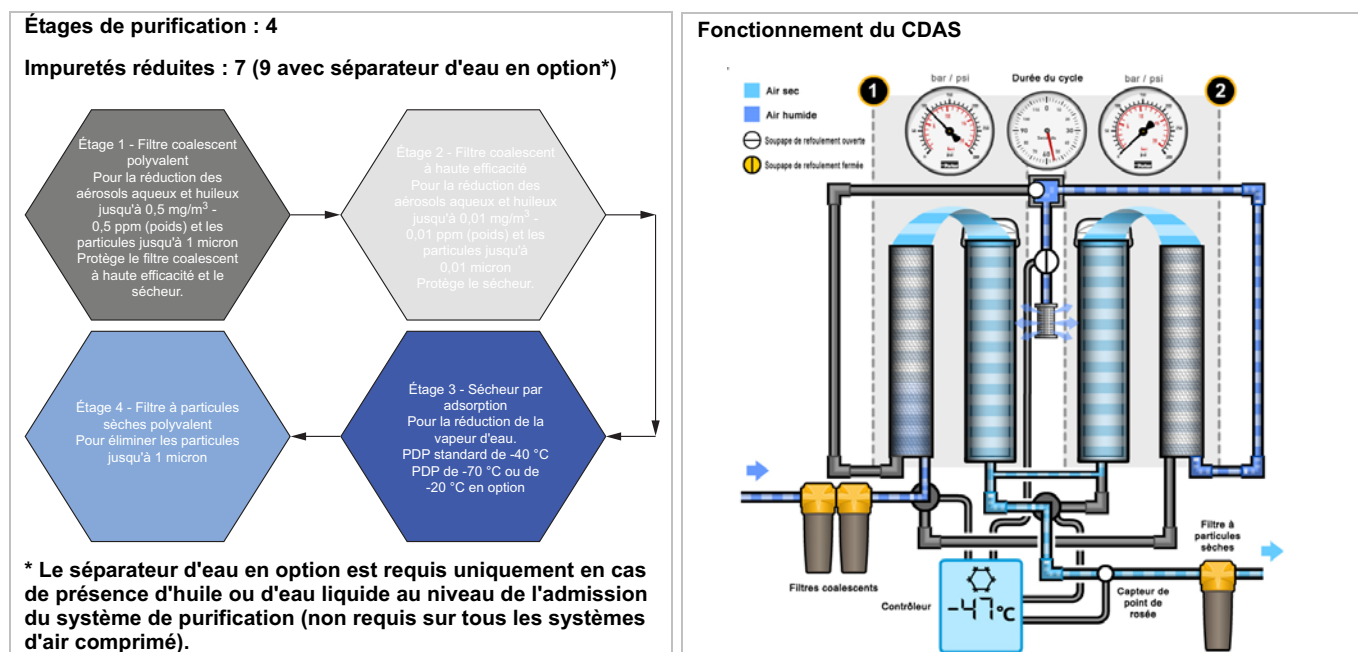 Étages de purification : 4
Impuretés réduites : 7 (9 avec séparateur d'eau en option*)
Étage 1 - Filtre coalescent
polyvalent
Pour la réduction des
aérosols aqueux et huileux
jusqu'à 0,5 mg/m³ -
0,5 ppm (poids) et les
particules jusqu'à 1 micron
Protège le filtre coalescent
à haute efficacité et le
sécheur.
Étage 2 - Filtre coalescent
à haute efficacité
Pour la réduction des
aérosols aqueux et huileux
jusqu'à 0,01 mg/m³ -
0,01 ppm (poids) et les
particules jusqu'à
0,01 micron
Protège le sécheur.
Étage 4 - Filtre à particules
sèches polyvalent
Pour éliminer les particules
jusqu'à 1 micron
Étage 3 - Sécheur par
adsorption
Pour la réduction de la
vapeur d'eau.
PDP standard de -40 °C
PDP de -70 °C ou de
-20 °C en option
* Le séparateur d'eau en option est requis uniquement en cas
de présence d'huile ou d'eau liquide au niveau de l'admission
du système de purification (non requis sur tous les systèmes
d'air comprimé).
Fonctionnement du CDAS
bar / psi
Durée du cycle
bar / psi
Air sec
Air humide
Soupape de refoulement ouverte
Soupape de refoulement fermée
1
2
0
30
60
90
Filtres coalescents
Contrôleur
-47°C
Capteur de
point de
rosée
Filtre à
particules
sèches